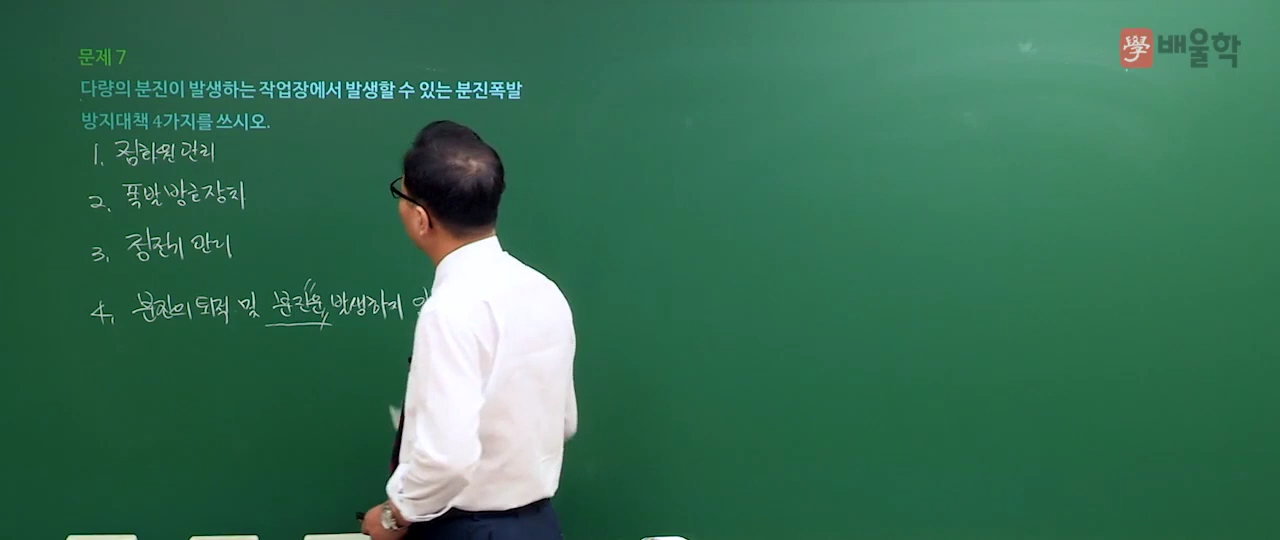 學 배울학
문제 7
다량의 분진이 발생하는 작업장에서 발생할 수 있는 분진폭발
방지대책 4가지를 쓰시오.
1. 점화원 관리
2. 폭발방호장치
3. 정전기 관리
4. 분진의 퇴적 및 분진운, 발생하지